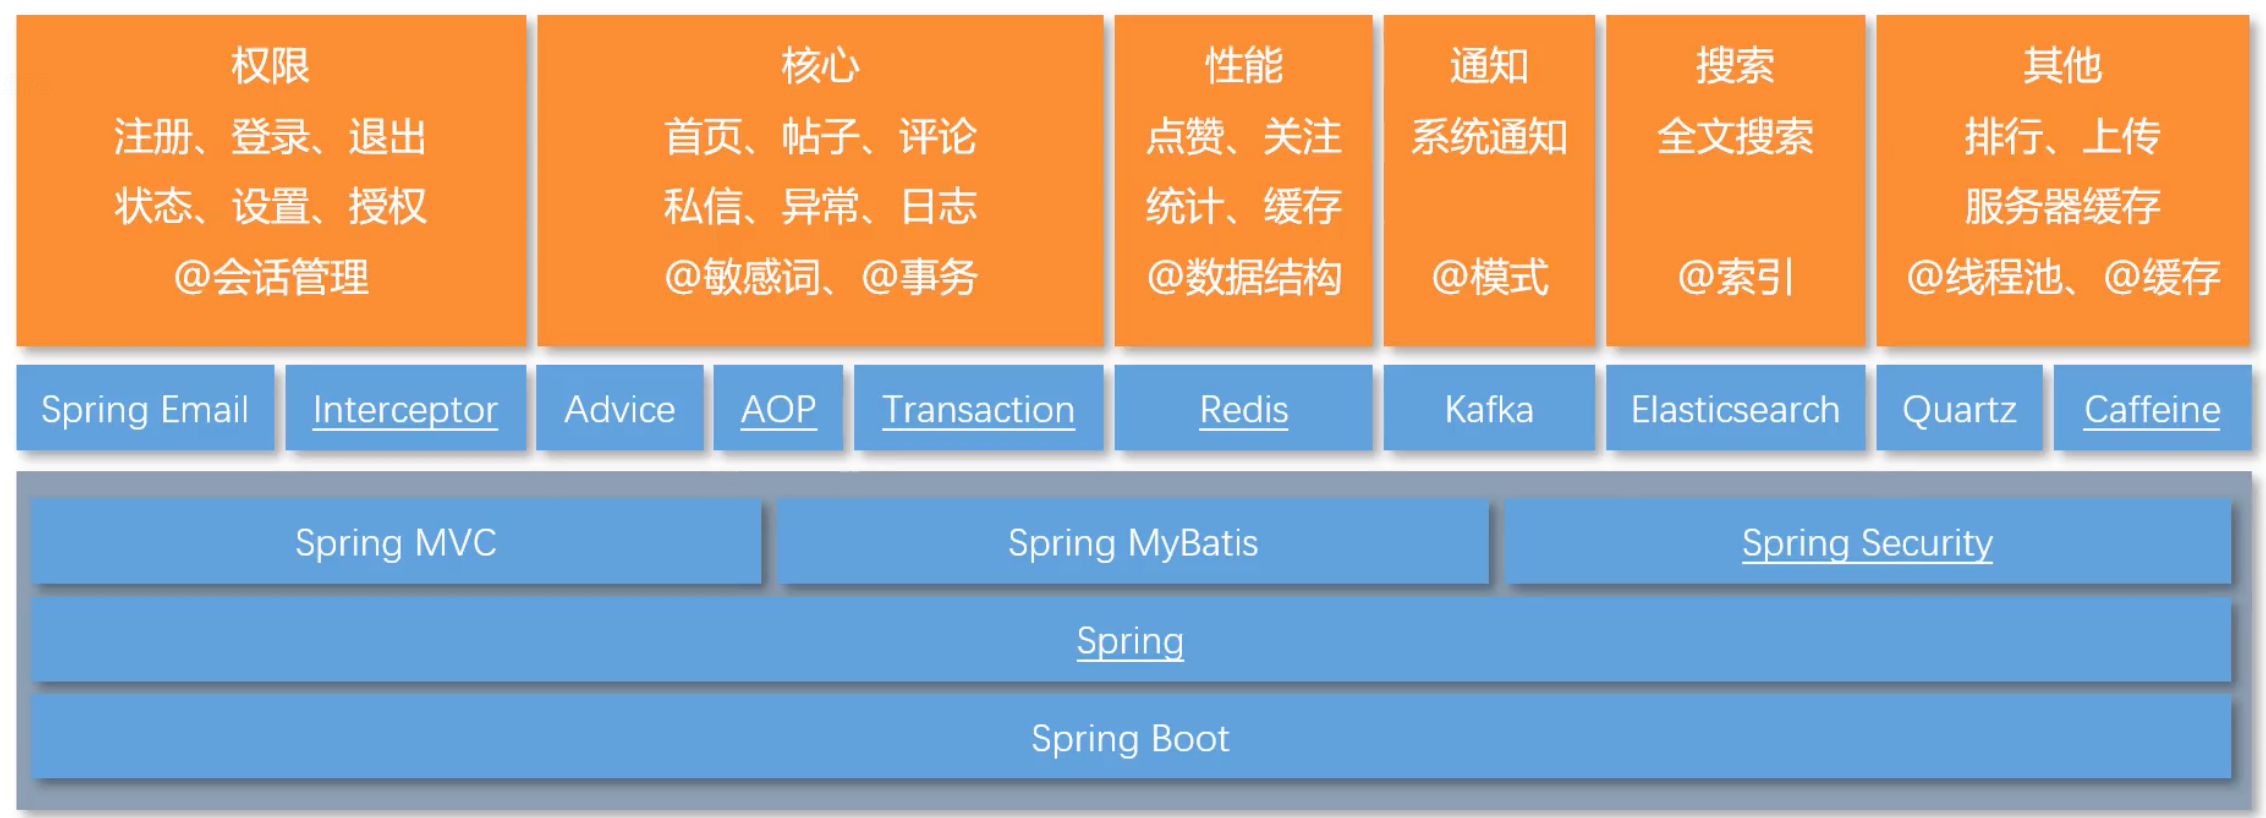 权限
注册、登录、退出
状态、设置、授权
@会话管理
核心
首页、帖子、评论
私信、异常、日志
@敏感词、@事务
性能
点赞、关注
统计、缓存
@数据结构
通知
系统通知
@模式
搜索
全文搜索
@索引
其他
排行、上传
服务器缓存
@线程池、@缓存
Spring Email
Interceptor
Advice
AOP
Transaction
Redis
Kafka
Elasticsearch
Quartz
Caffeine
Spring MVC
Spring MyBatis
Spring Security
Spring
Spring Boot